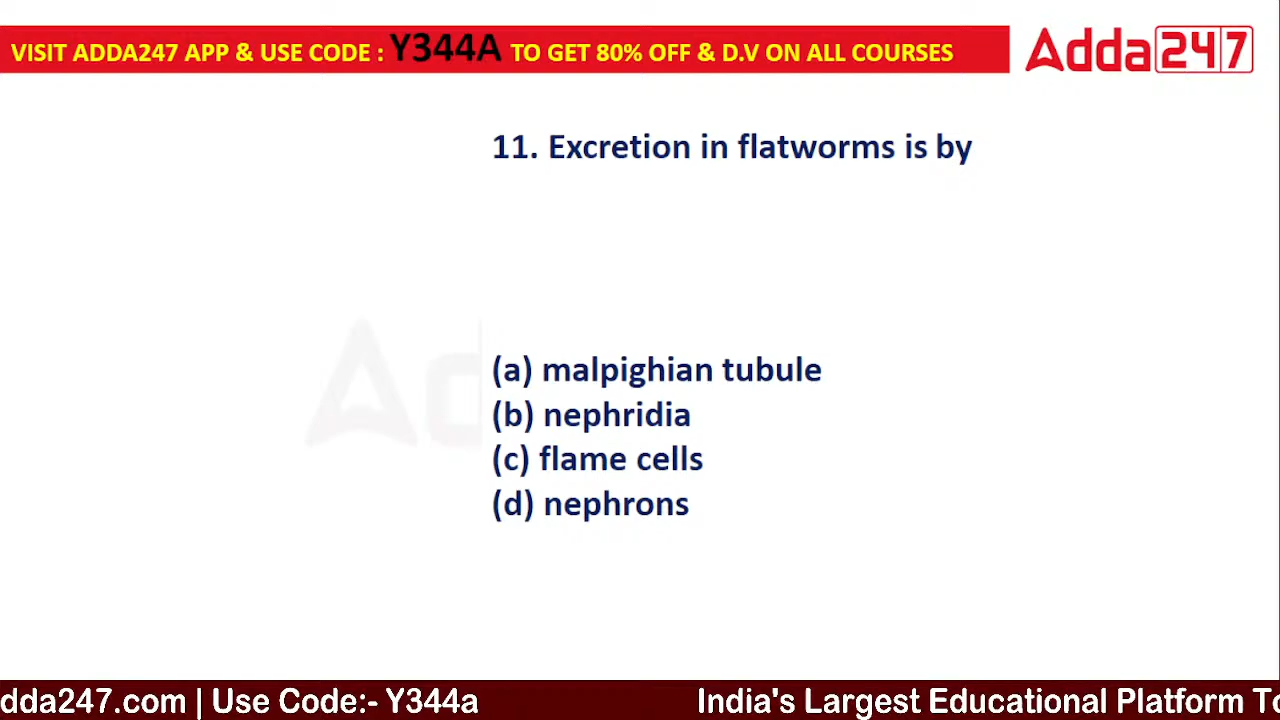 VISIT ADDA247 APP & USE CODE : Y344A TO GET 80% OFF & D.V ON ALL COURSES
Adda247
11. Excretion in flatworms is by
Ad
(a) malpighian tubule
(b) nephridia
(c) flame cells
(d) nephrons
dda247.com | Use Code:- Y344a India's Largest Educational Platform To